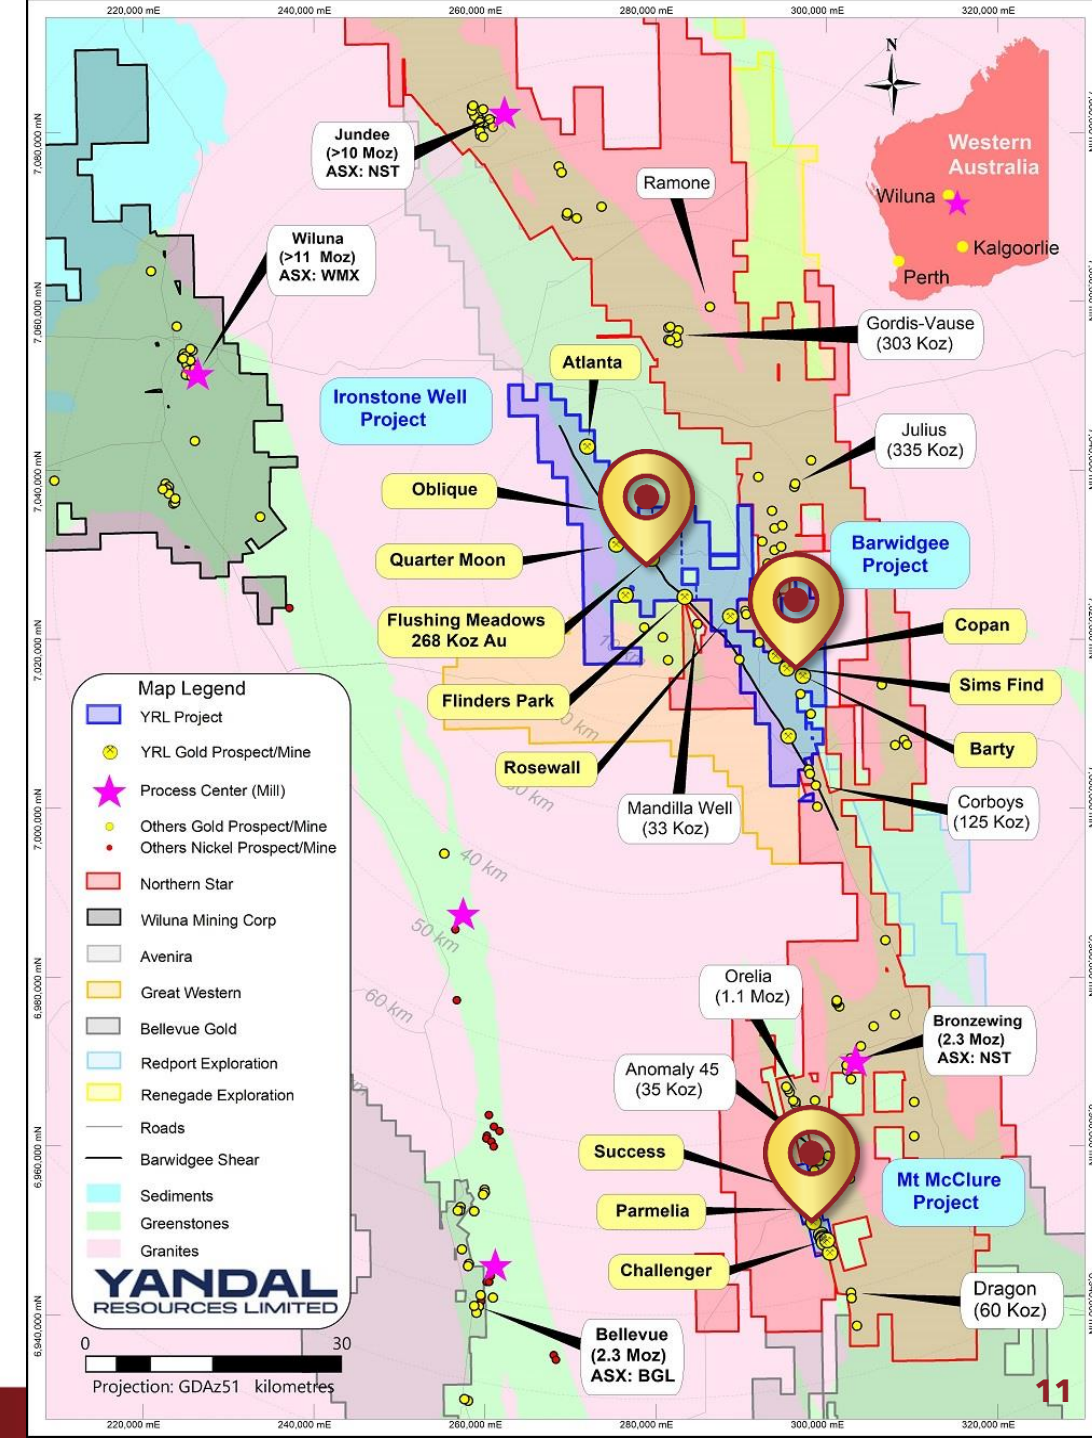 220,000 mE
240,000 mE
260,000 mE
280,000 mE
300,000 mE
320,000 mE
N
Western
Australia
Wiluna
Kalgoorlie
Perth
7,080,000 mN
7,060,000 mN
7,040,000 mN
7,020,000 mN
7,000,000 mN
6,980,000 mN
6,960,000 mN
6,940,000 mN
Jundee
(>10 Moz)
ASX: NST
Ramone
Wiluna
(>11 Moz)
ASX: WMX
Gordis-Vause
(303 Koz)
Atlanta
Ironstone Well
Project
Julius
(335 Koz)
Oblique
Quarter Moon
Barwidgee
Project
Flushing Meadows
268 Koz Au
Copan
Sims Find
Flinders Park
Barty
Rosewall
Mandilla Well
(33 Koz)
Corboys
(125 Koz)
40 km
50 km
60 km
Orelia
(1.1 Moz)
Bronzewing
(2.3 Moz)
ASX: NST
Anomaly 45
(35 Koz)
Success
Mt McClure
Project
Parmelia
Challenger
Dragon
(60 Koz)
Bellevue
(2.3 Moz)
ASX: BGL
Map Legend
YRL Project
YRL Gold Prospect/Mine
Process Center (Mill)
Others Gold Prospect/Mine
Others Nickel Prospect/Mine
Northern Star
Wiluna Mining Corp
Avenira
Great Western
Bellevue Gold
Redport Exploration
Renegade Exploration
Roads
Barwidgee Shear
Sediments
Greenstones
Granites
YANDAL
RESOURCES LIMITED
0 30
Projection: GDAz51 kilometres
11
220,000 mE
240,000 mE
260,000 mE
280,000 mE
300,000 mE
320,000 mE